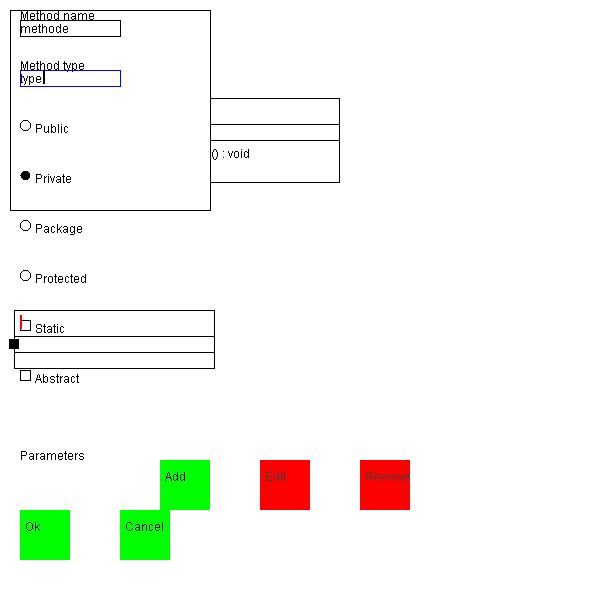 Method name
methode
Method type
type
Public
() : void
Private
Package
Protected
Static
Abstract
Parameters
Add Edit Remove
Ok Cancel